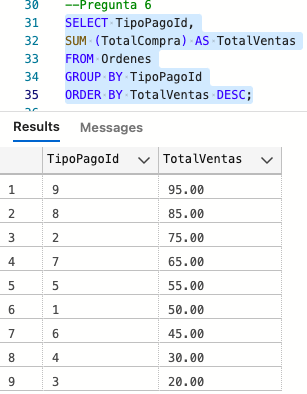 30 --Pregunta 6
31 SELECT TipoPagoId,
32 SUM (TotalCompra) AS TotalVentas
33 FROM Ordenes
34 GROUP BY TipoPagoId
35 ORDER BY TotalVentas DESC;
Results Messages
TipoPagoId TotalVentas
1 9 95.00
2 8 85.00
3 2 75.00
4 7 65.00
5 5 55.00
6 1 50.00
7 6 45.00
8 4 30.00
9 3 20.00